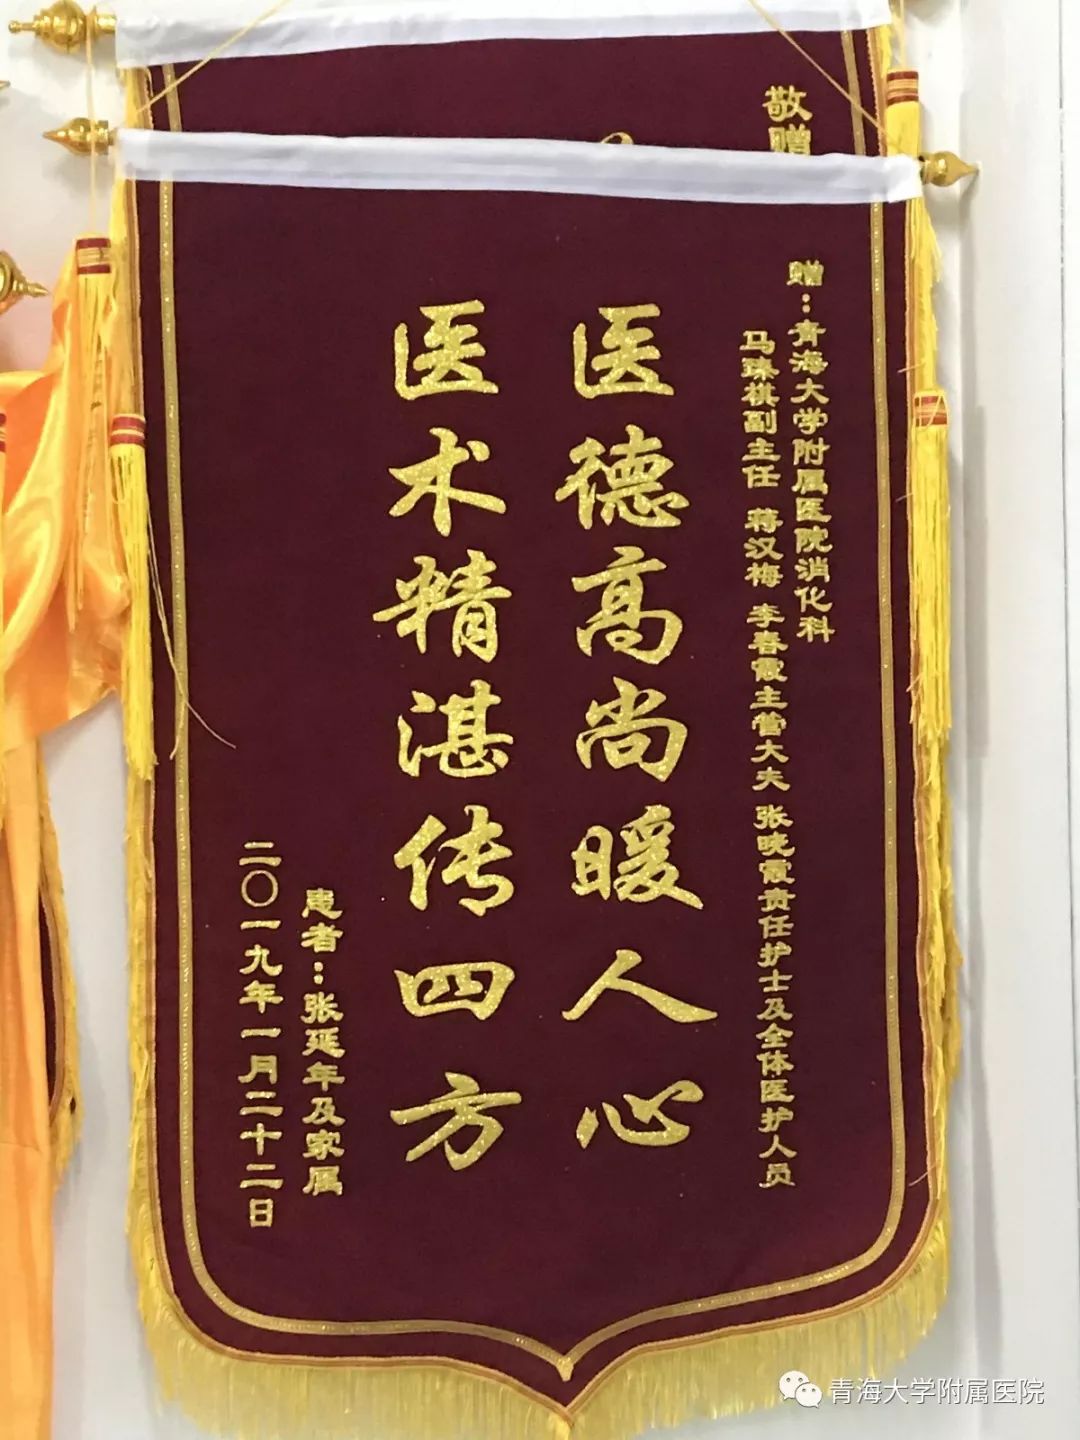 敬赠
赠：青海大学附属医院消化科
马臻棋副主任 蒋汉梅 李春霞主管大夫 张晓霞责任护士及全体医护人员
医德高尚暖人心
医术精湛传四方
患者：张延年及家属
二〇一九年一月二十二日
青海大学附属医院